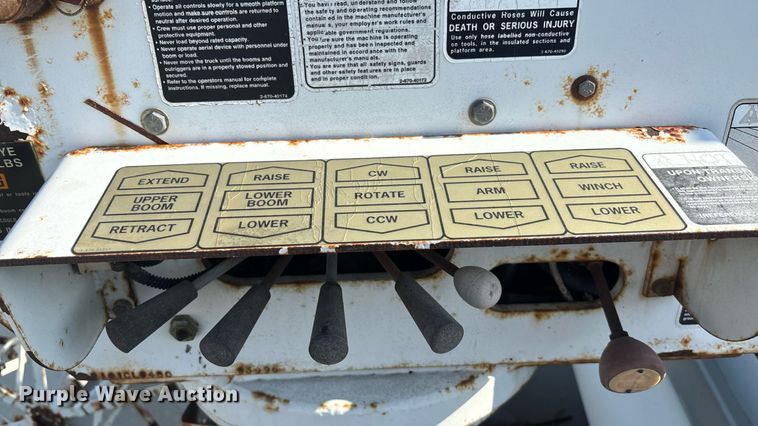 • Operate all controls slowly for a smooth platform
motion and make sure controls are returned to
neutral after desired operation.
• Crew must use proper personal and other
protective equipment.
• Never load beyond rated capacity.
• Never operate aerial device with personnel under
boom or load.
• Never move the truck until the booms and
outriggers are in properly stowed position and
secured.
• Refer to the operators manual for complete
instructions. If missing, replace manual.
3-670-40174
• You have read, understand and follow
the safety and operating recommendations
contained in the machine manufacturer's
manuals, your employer's work rules and
applicable government regulations.
• You are sure the machine is operating
properly and has been inspected and
maintained in accordance with the
manufacturer's manuals.
• You are sure that all safety signs, guards
and other safety features are in place
and in proper condition.
3-670-40173
Conductive Hoses Will Cause
DEATH OR SERIOUS INJURY
Use only hose labelled non-conductive
on tools, in the insulated sections and
platform area.
YE
LBS
EXTEND
UPPER
BOOM
RETRACT
RAISE
LOWER
BOOM
LOWER
CW
ROTATE
CCW
RAISE
ARM
LOWER
RAISE
WINCH
LOWER
Purple Wave Auction